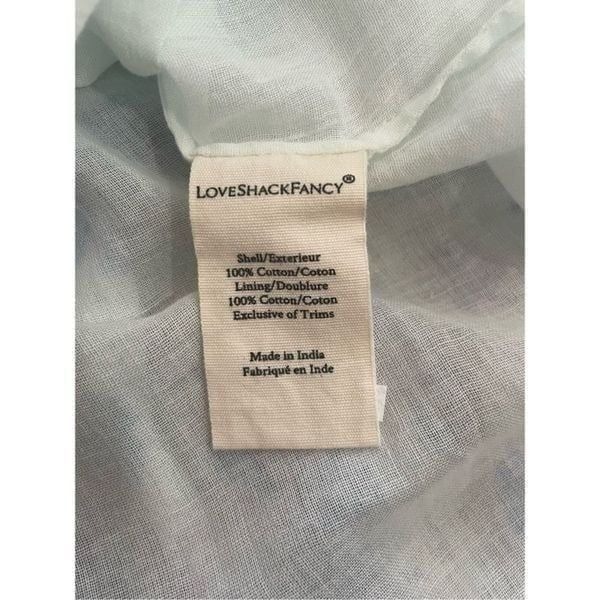 LOVESHACKFANCY®
Shell/Exterieur
100% Cotton/Coton
Lining/Doublure
100% Cotton/Coton
Exclusive of Trims
Made in India
Fabriqué en Inde